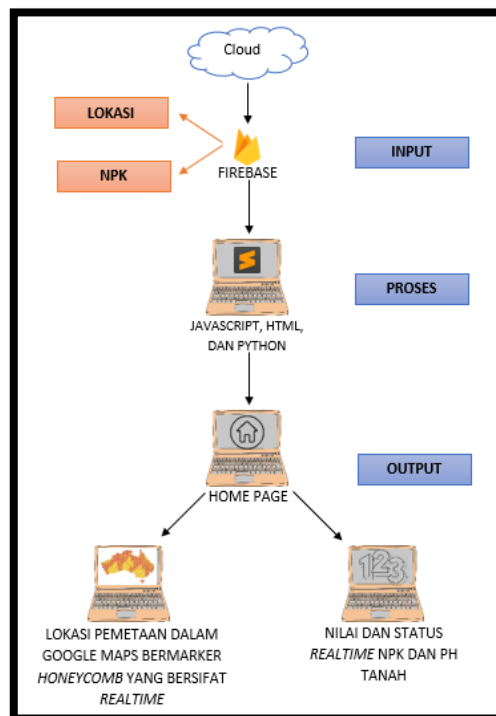 Cloud
LOKASI
NPK
FIREBASE
INPUT
JAVASCRIPT, HTML,
DAN PYTHON
PROSES
HOME PAGE
OUTPUT
LOKASI PEMETAAN DALAM
GOOGLE MAPS BERMARKER
HONEYCOMB YANG BERSIFAT
REALTIME
123
NILAI DAN STATUS
REALTIME NPK DAN PH
TANAH